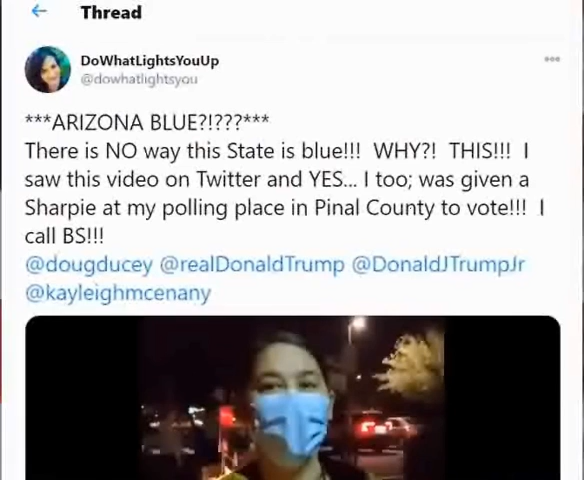 Thread
DoWhatLightsYouUp
@dowhatlightsyou
***ARIZONA BLUE?!???***
There is NO way this State is blue!!! WHY?! THIS!!! I
saw this video on Twitter and YES... I too; was given a
Sharpie at my polling place in Pinal County to vote!!! I
call BS!!!
@dougducey @realDonaldTrump @DonaldJTrumpJr
@kayleighmcenany